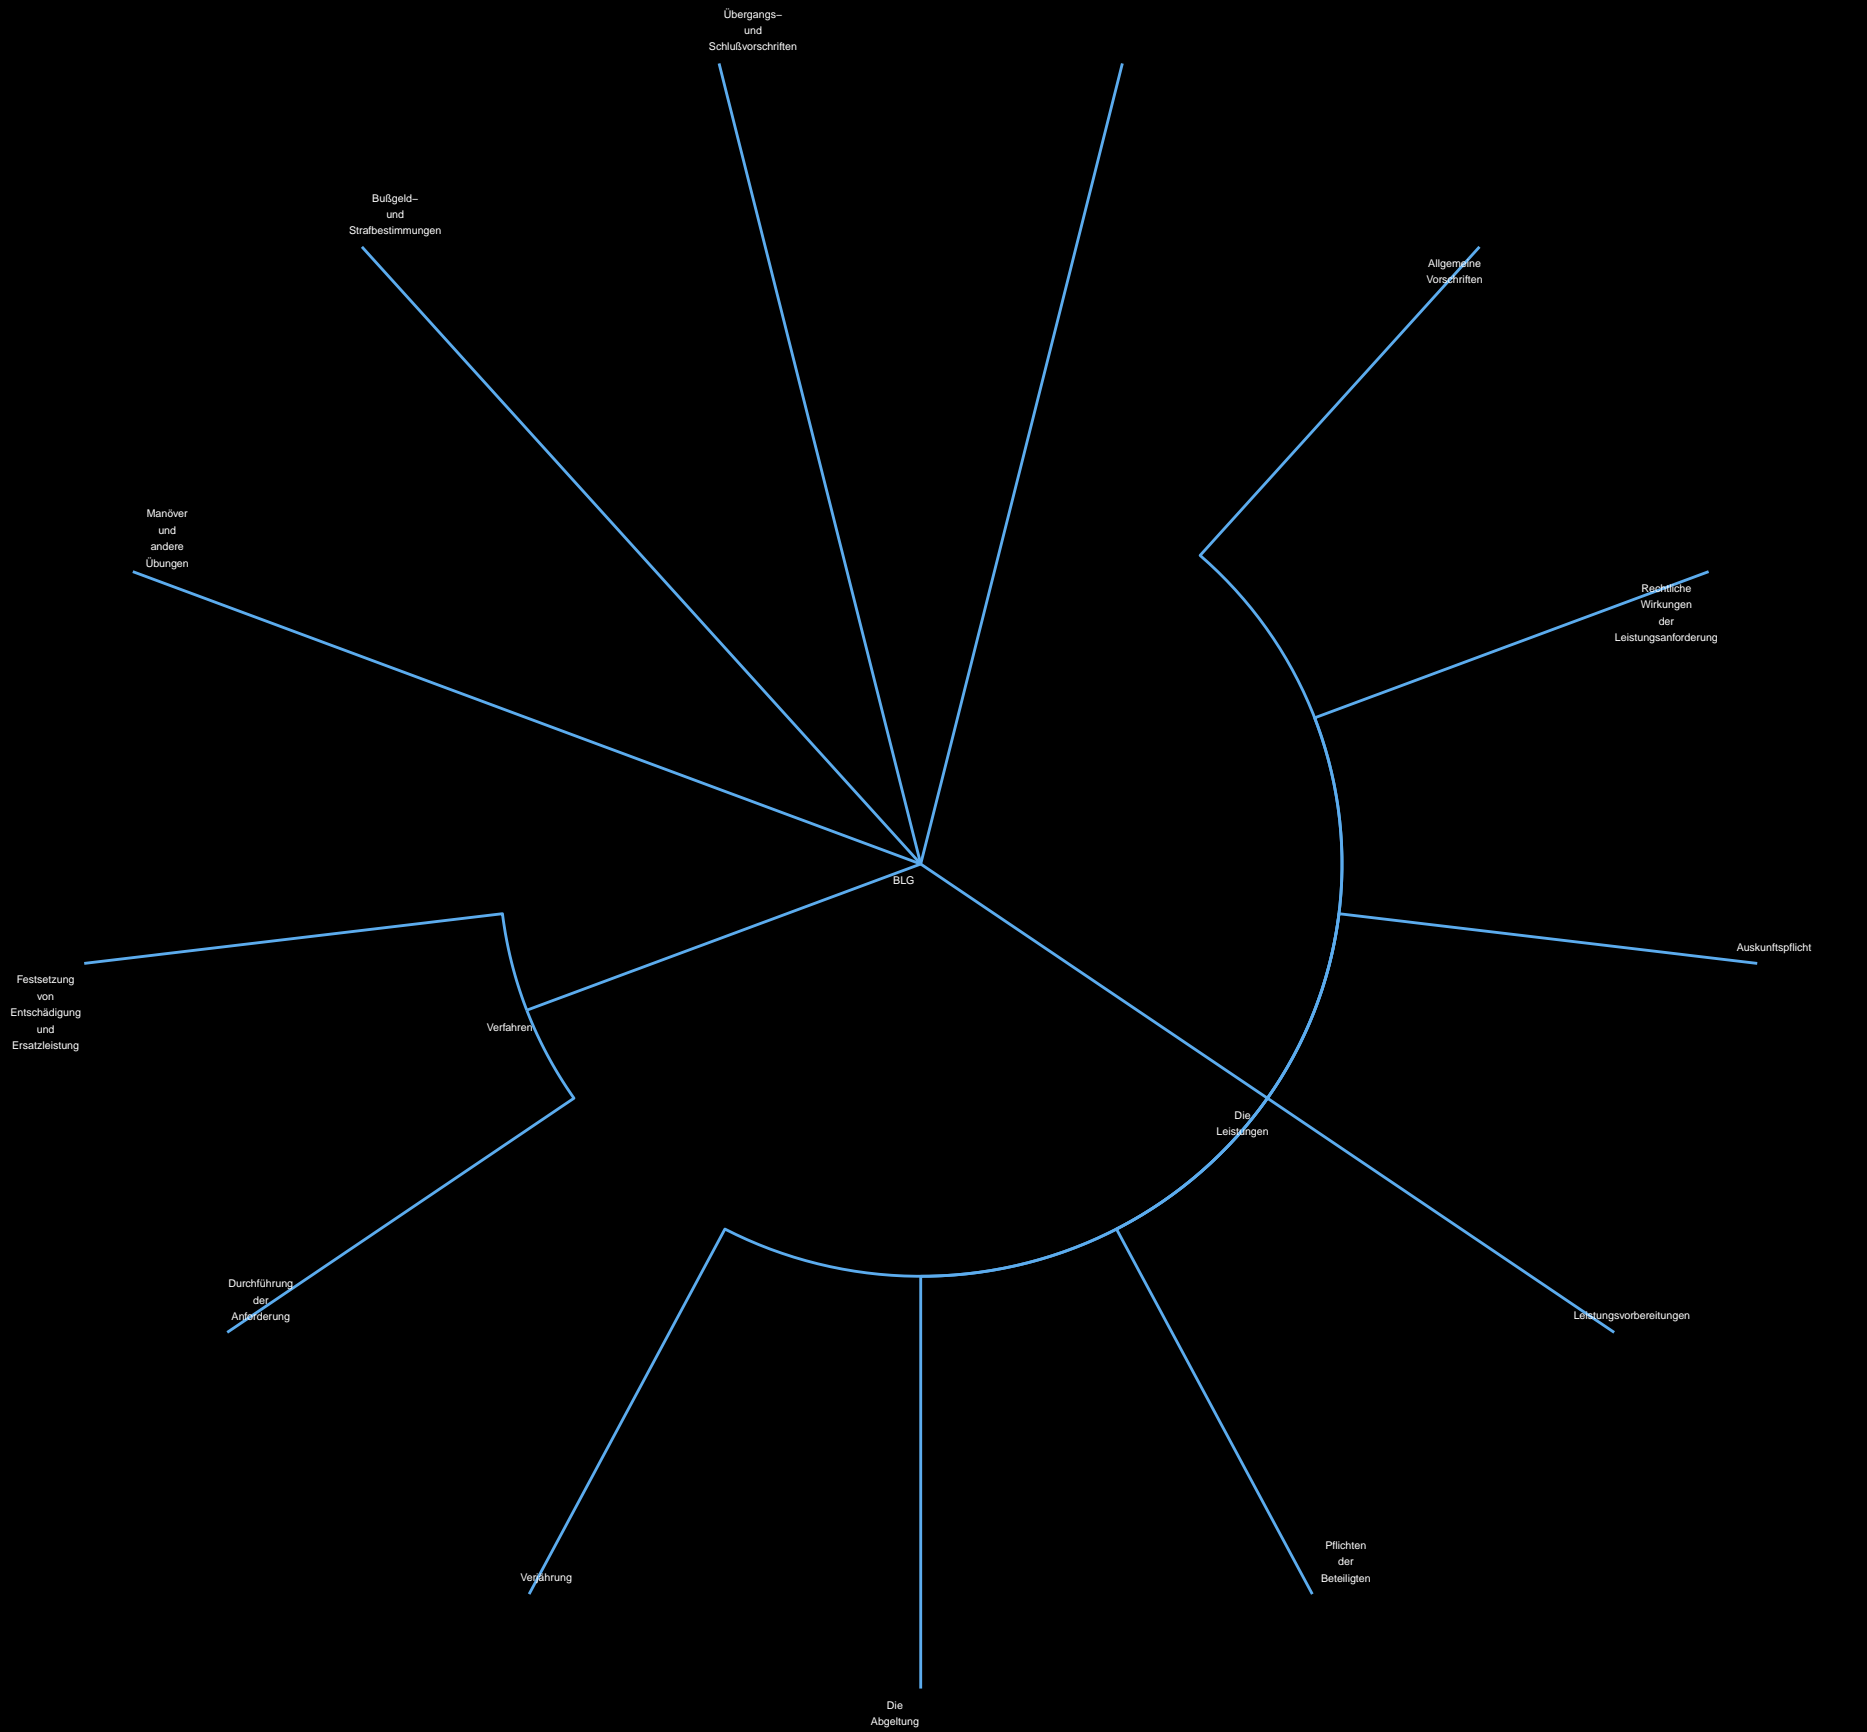 Übergangs–
und
Schlußvorschriften
Bußgeld–
und
Strafbestimmungen
Allgemeine
Vorschriften
Manöver
und
andere
Übungen
Rechtliche
Wirkungen
der
Leistungsanforderung
BLG
Auskunftspflicht
Festsetzung
von
Entschädigung
und
Ersatzleistung
Verfahren
Die
Leistungen
Durchführung
der
Anforderung
Leistungsvorbereitungen
Verjährung
Pflichten
der
Beteiligten
Die
Abgeltung